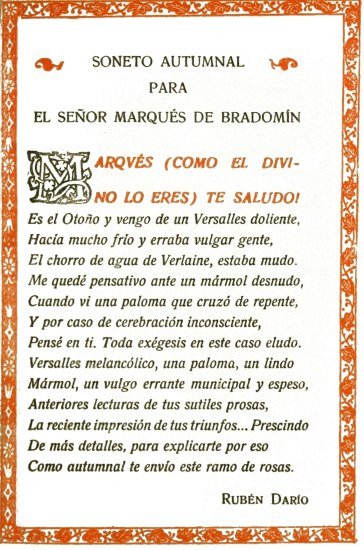 SONETO AUTUMNAL
PARA
EL SEÑOR MARQUÉS DE BRADOMÍN
MARQVÉS (COMO EL DIVI-
NO LO ERES) TE SALUDO!
Es el Otoño y vengo de un Versalles doliente,
Hacía mucho frío y erraba vulgar gente,
El chorro de agua de Verlaine, estaba mudo.
Me quedé pensativo ante un mármol desnudo,
Cuando vi una paloma que cruzó de repente,
Y por caso de cerebración inconsciente,
Pensé en ti. Toda exégesis en este caso eludo.
Versalles melancólico, una paloma, un lindo
Mármol, un vulgo errante municipal y espeso,
Anteriores lecturas de tus sutiles prosas,
La reciente impresión de tus triunfos... Prescindo
De más detalles, para explicarte por eso
Como autumnal te envío este ramo de rosas.
RUBÉN DARÍO